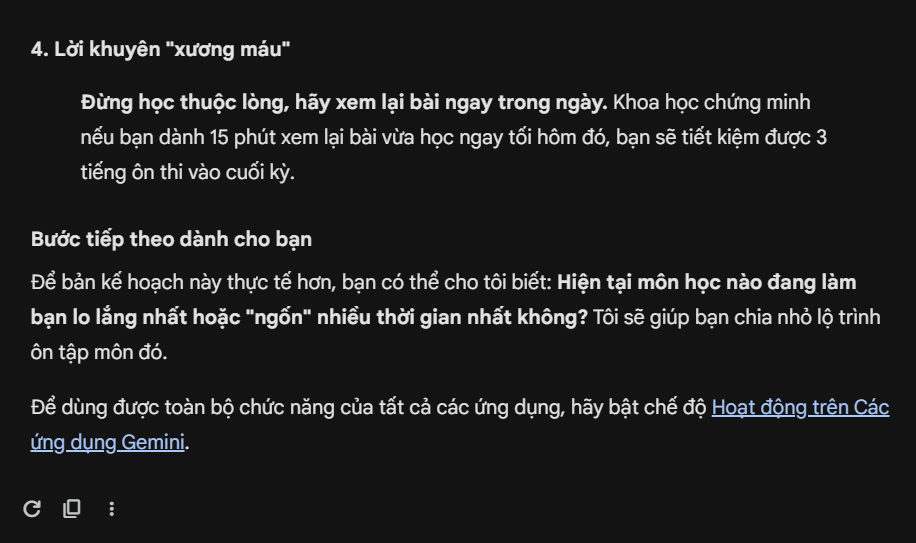 4. Lời khuyên "xương máu"
Đừng học thuộc lòng, hãy xem lại bài ngay trong ngày. Khoa học chứng minh
nếu bạn dành 15 phút xem lại bài vừa học ngay tối hôm đó, bạn sẽ tiết kiệm được 3
tiếng ôn thi vào cuối kỳ.
Bước tiếp theo dành cho bạn
Để bản kế hoạch này thực tế hơn, bạn có thể cho tôi biết: Hiện tại môn học nào đang làm
bạn lo lắng nhất hoặc "ngốn" nhiều thời gian nhất không? Tôi sẽ giúp bạn chia nhỏ lộ trình
ôn tập môn đó.
Để dùng được toàn bộ chức năng của tất cả các ứng dụng, hãy bật chế độ Hoạt động trên Các
ứng dụng Gemini.